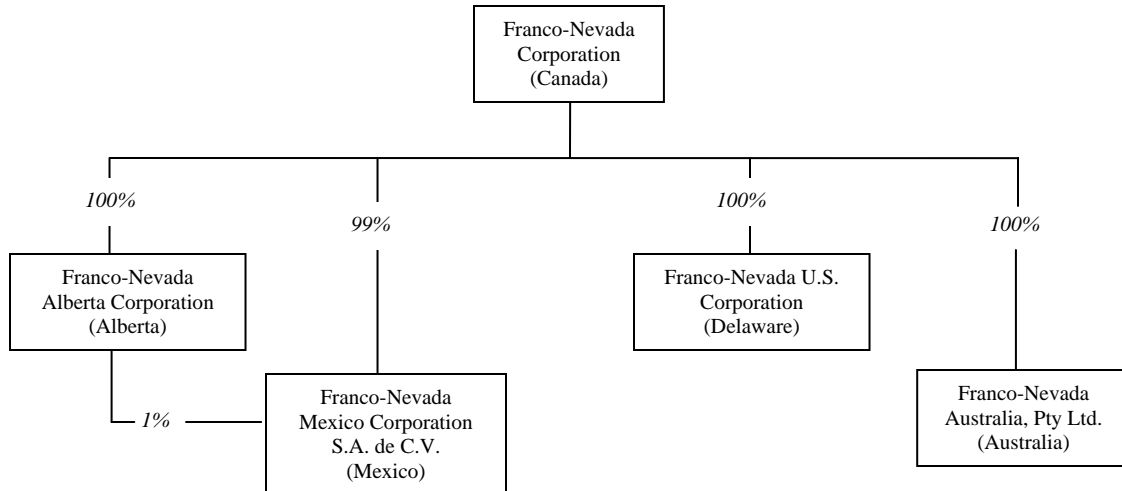 Franco-Nevada
Corporation
(Canada)
100%
99%
100%
100%
Franco-Nevada
Alberta Corporation
(Alberta)
Franco-Nevada U.S.
Corporation
(Delaware)
1%
Franco-Nevada
Mexico Corporation
S.A. de C.V.
(Mexico)
Franco-Nevada
Australia, Pty Ltd.
(Australia)